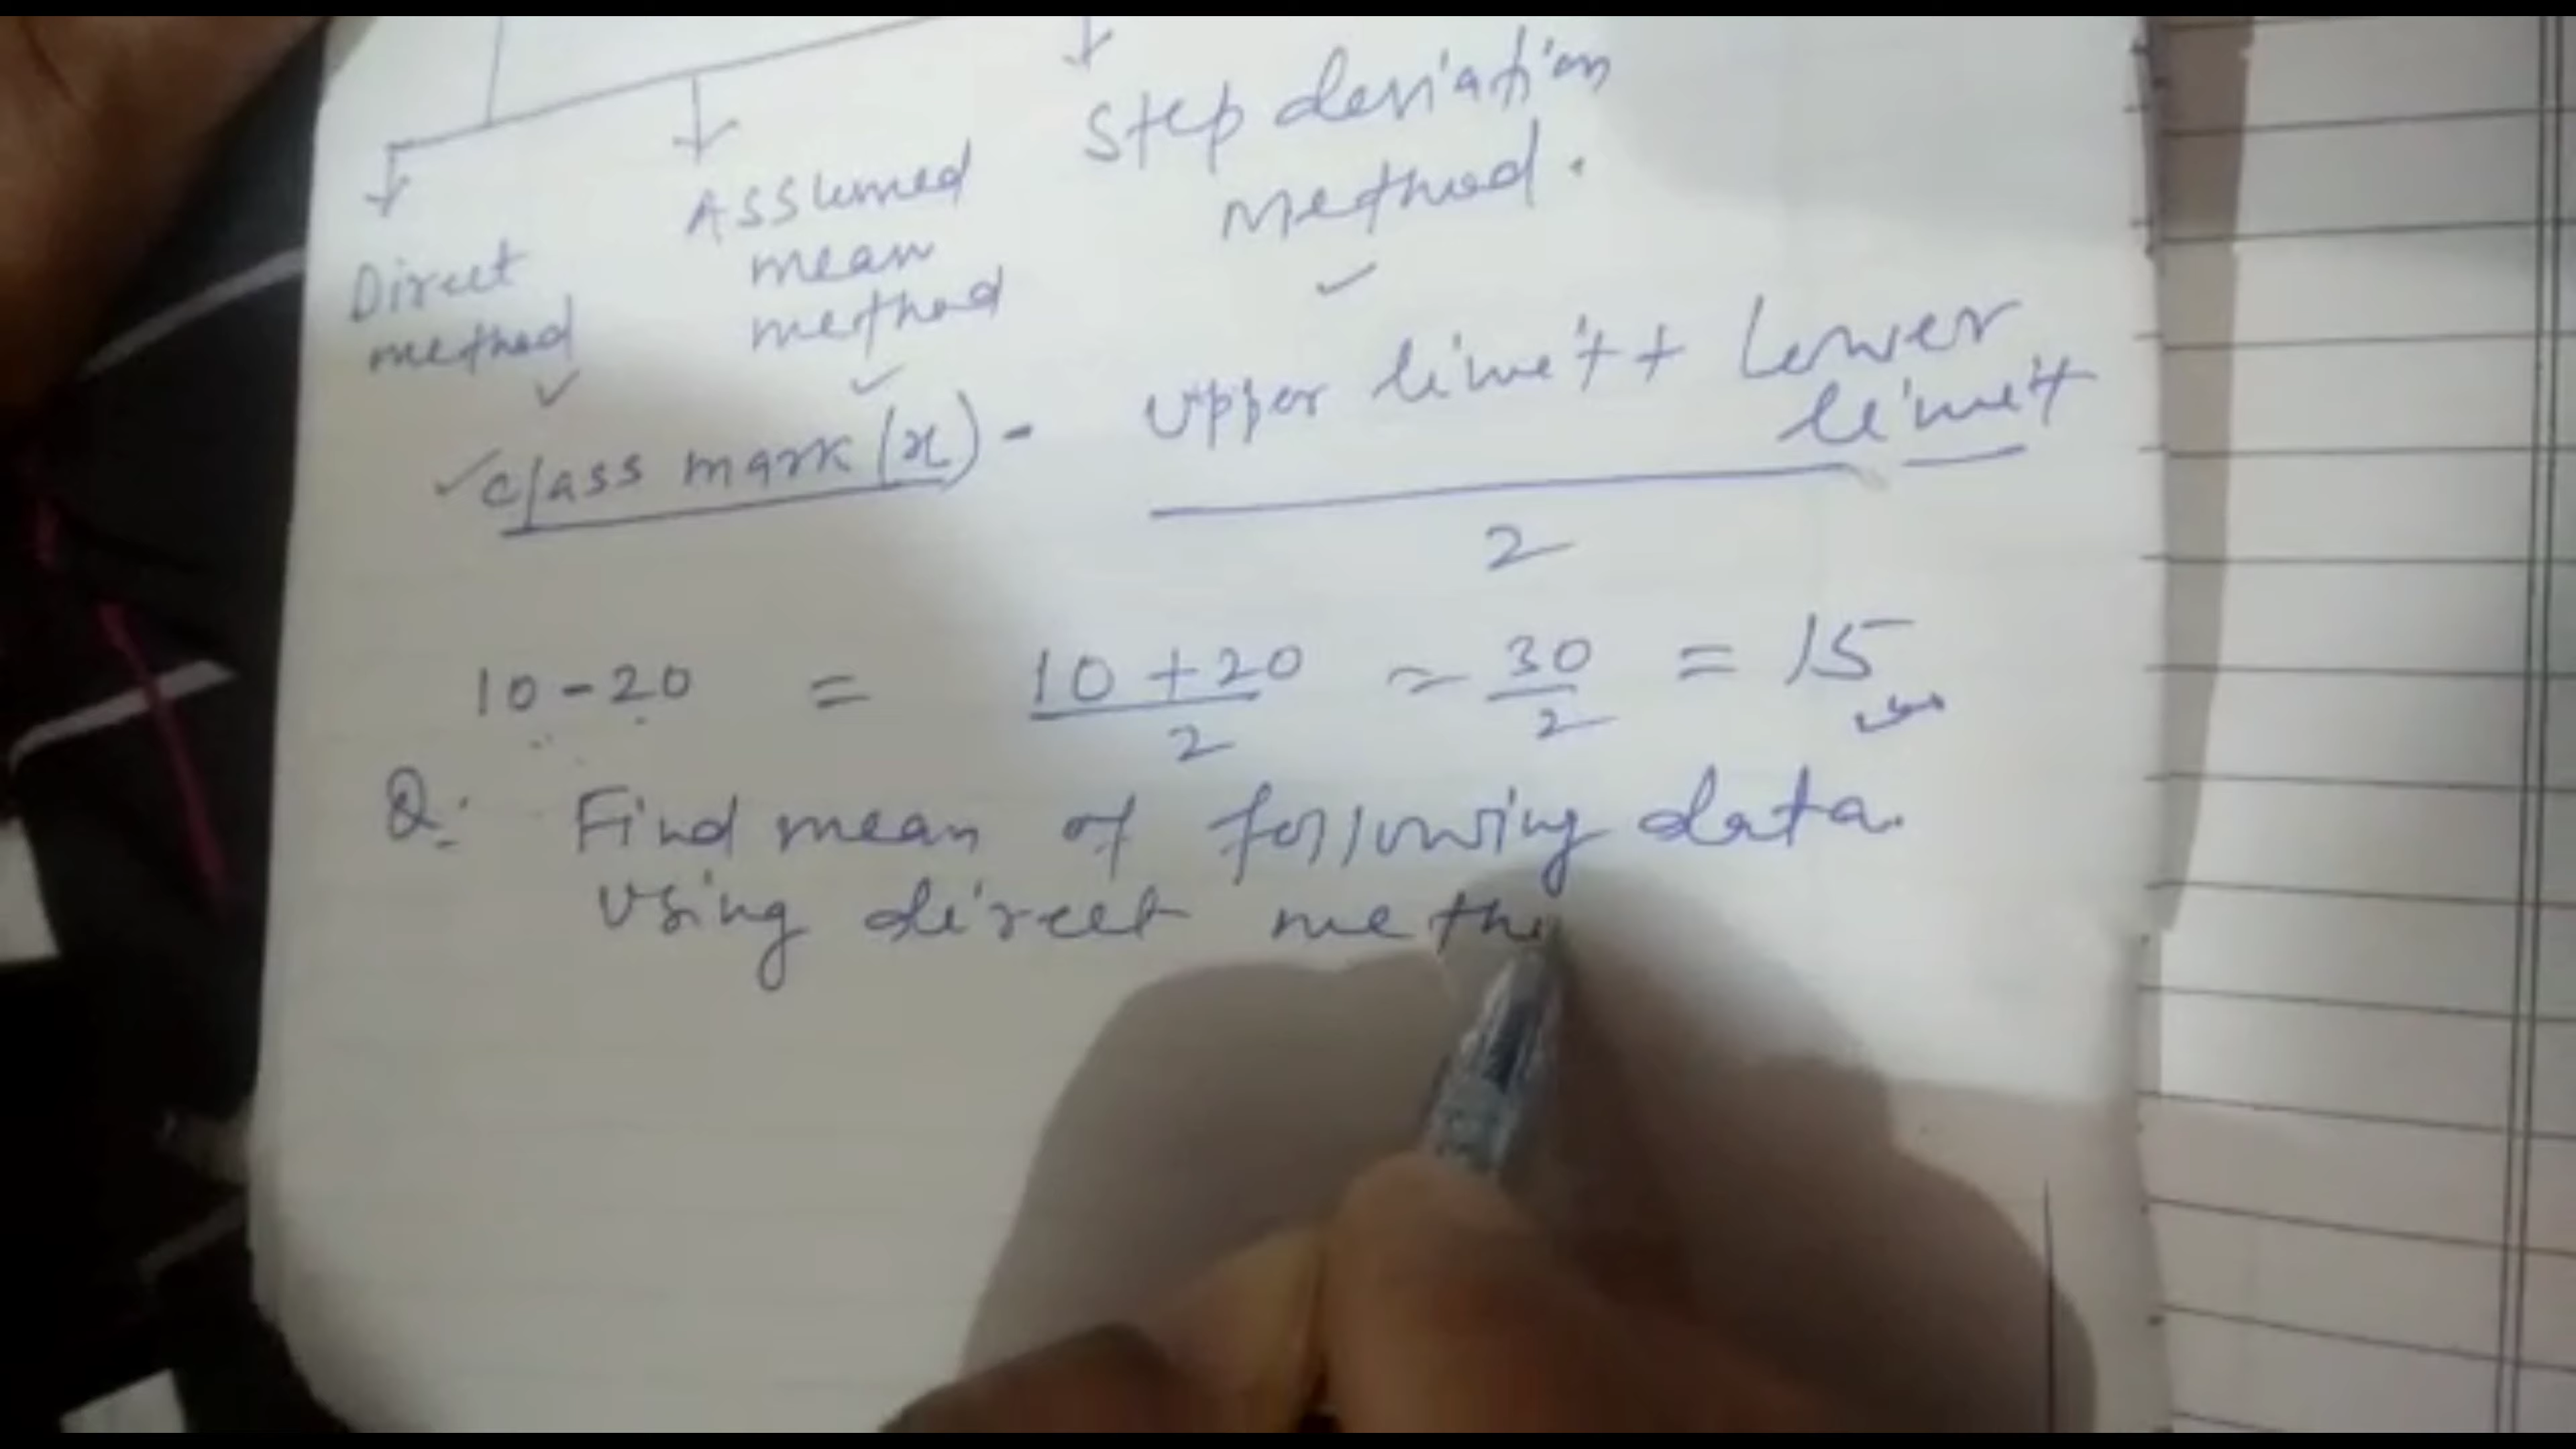 Step deviation
Method.
Assumed
mean
method
Direct
method
class mark (x) - Upper limit + Lower
limit
2
10-20 = 10+20 = 30 = 15
2 2
Q: Find mean of following data.
Using direct meth